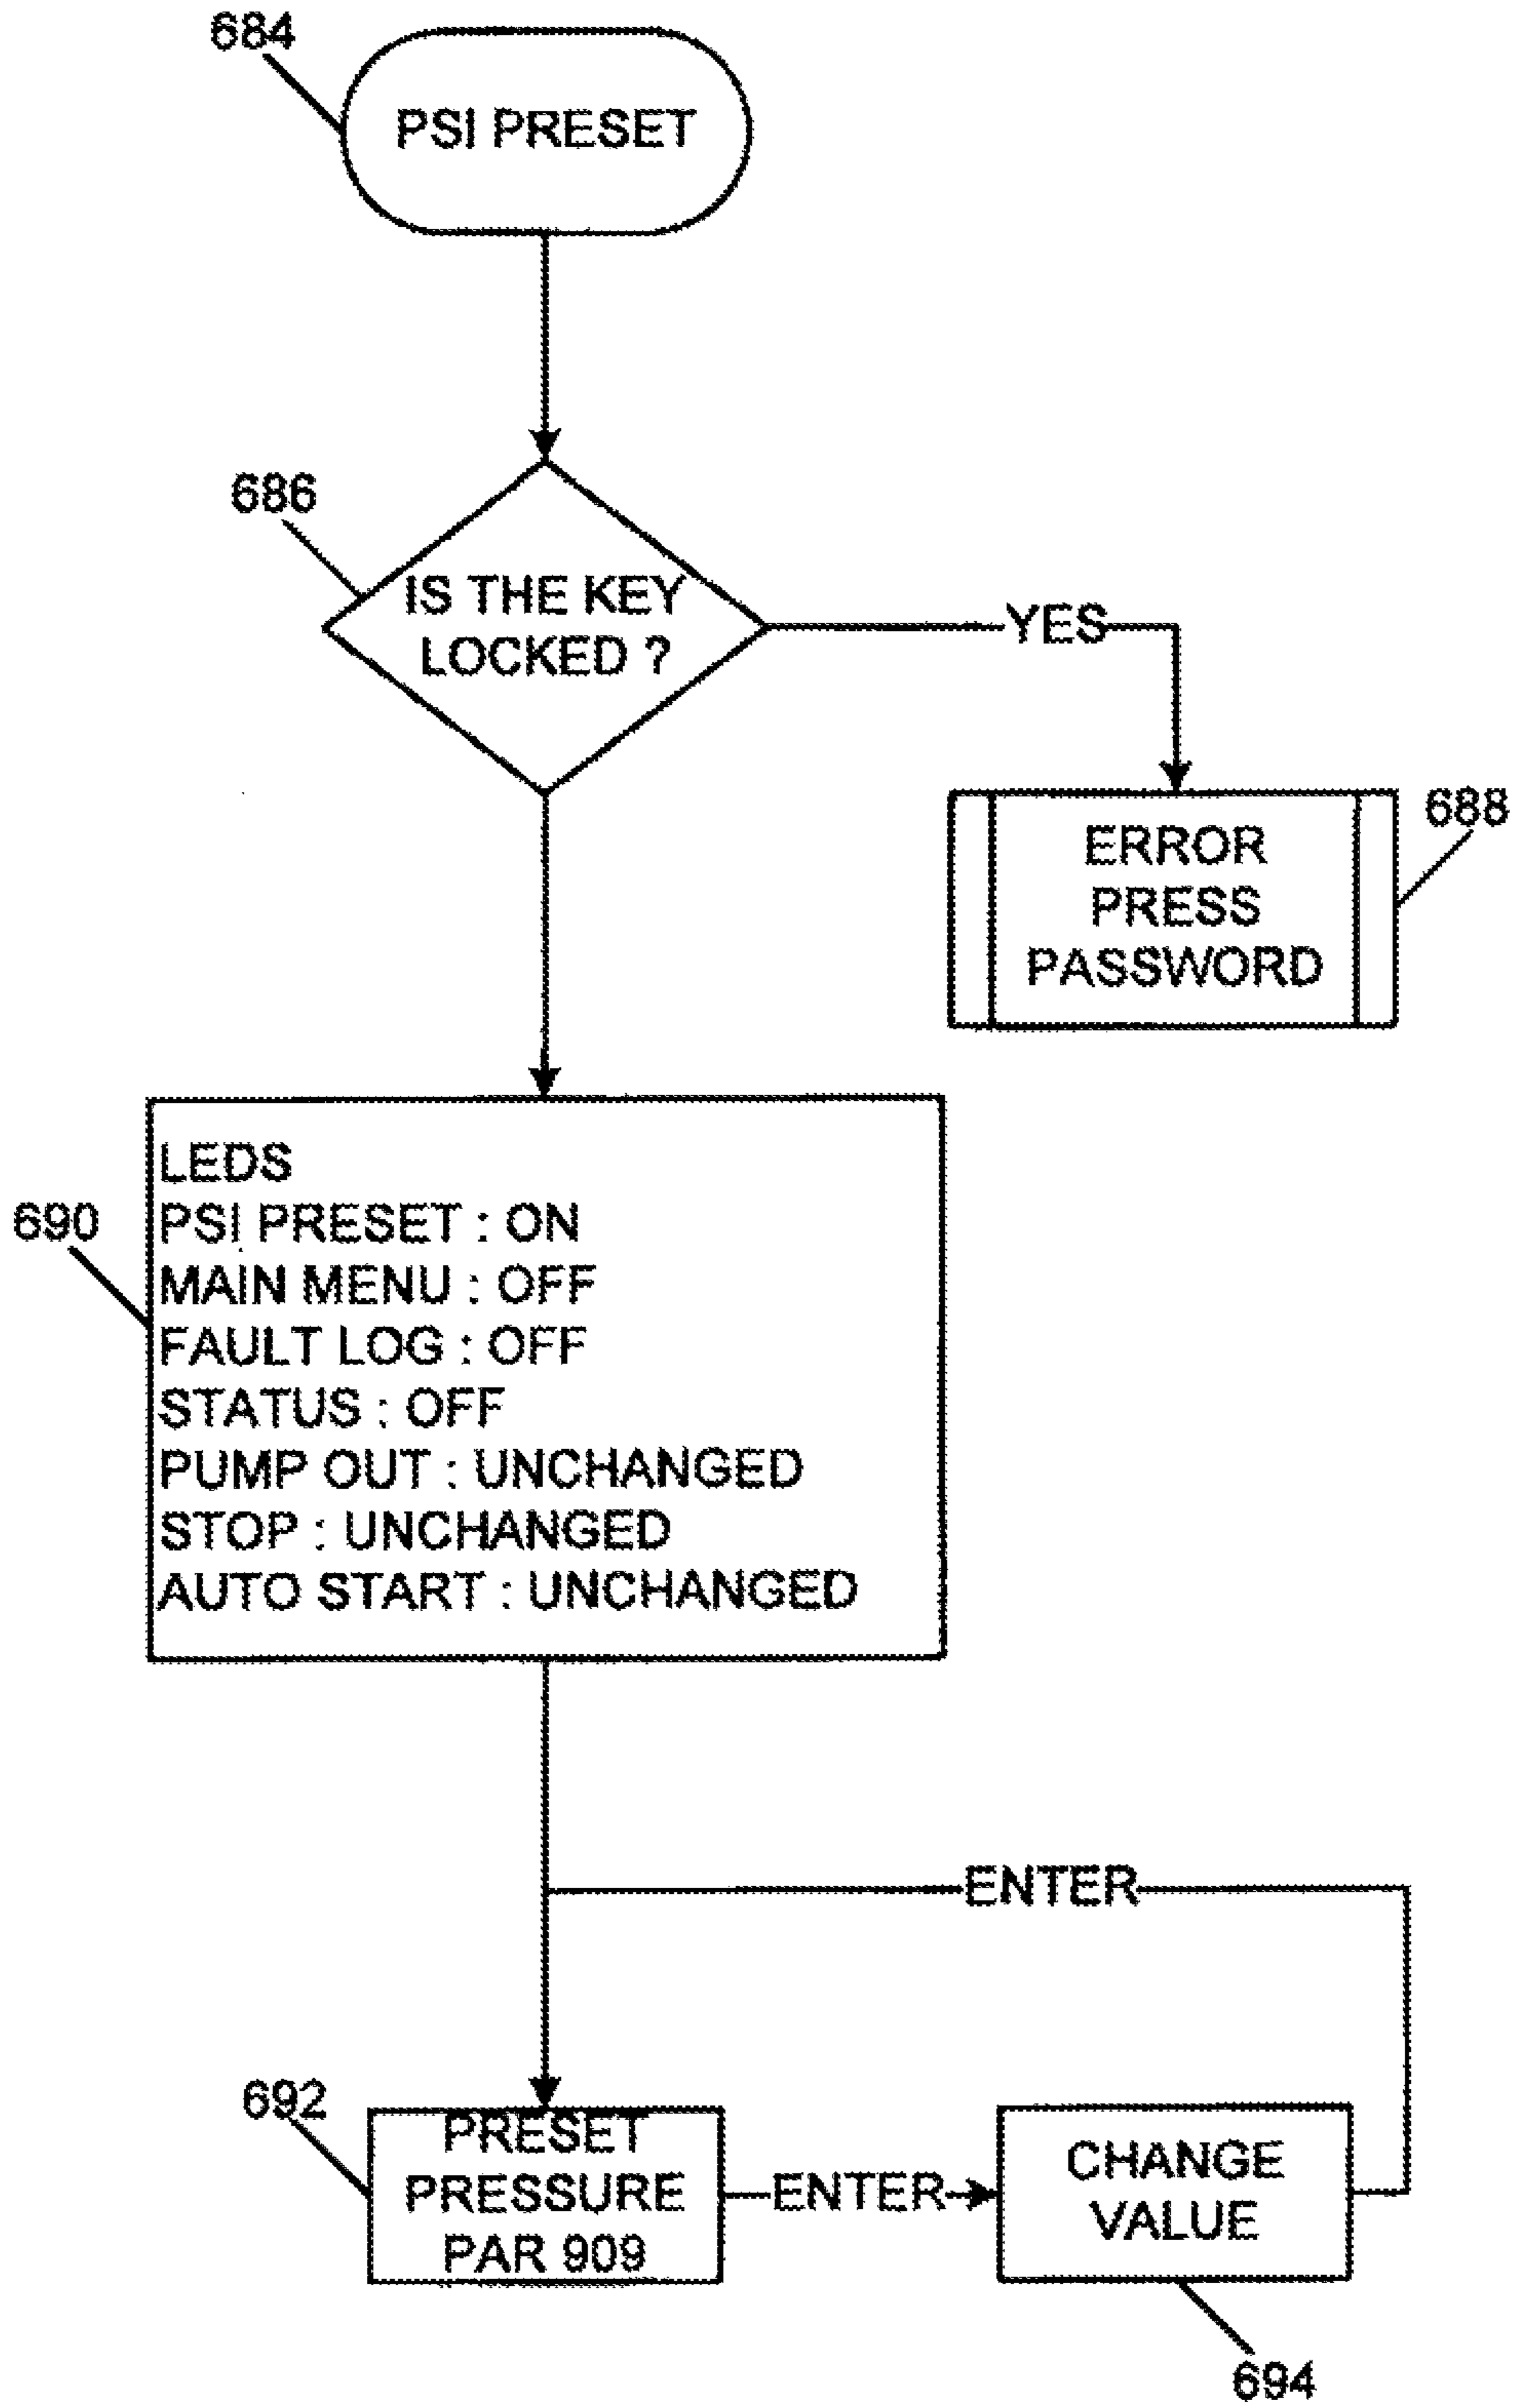 684
PSI PRESET
686
IS THE KEY
LOCKED ?
YES
688
ERROR
PRESS
PASSWORD
690
LEDS
PSI PRESET : ON
MAIN MENU : OFF
FAULT LOG : OFF
STATUS : OFF
PUMP OUT : UNCHANGED
STOP : UNCHANGED
AUTO START : UNCHANGED
ENTER
692
PRESET
PRESSURE
PAR 909
ENTER
CHANGE
VALUE
694